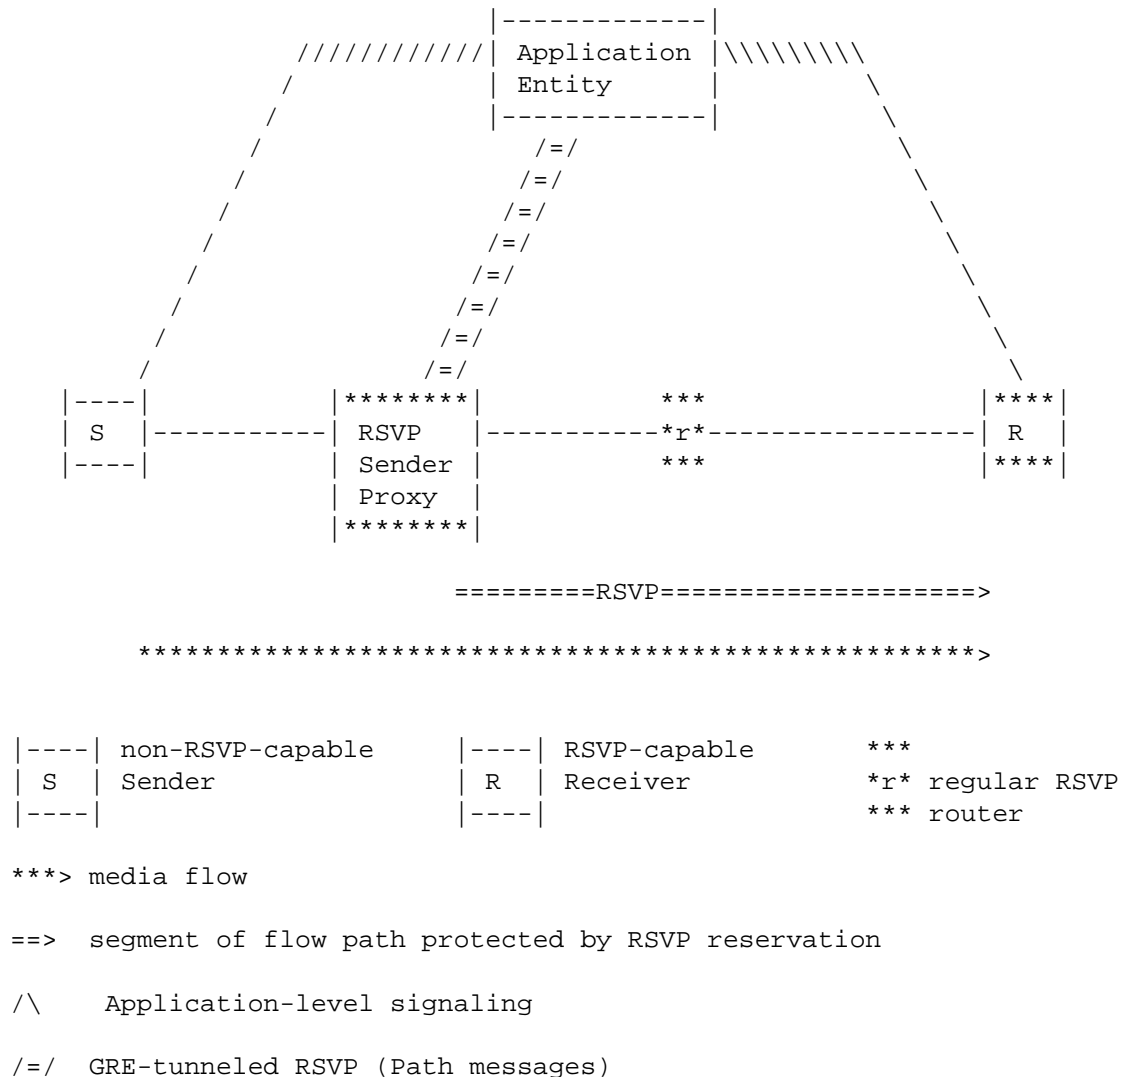 |-------------|
                  ////////////| Application |\\\\\\\\\
                 /            | Entity      |         \
                /             |-------------|          \
               /                 /=/                    \
              /                 /=/                      \
             /                 /=/                        \
            /                 /=/                          \
           /                 /=/                            \
          /                 /=/                              \
         /                 /=/                                \
        /                 /=/                                  \
   |----|            |********|           ***                 |****|
   | S  |-----------| RSVP   |-----------*r*-----------------| R  |
   |----|           | Sender |           ***                 |****|
                    | Proxy  |
                    |********|
                            =========RSVP====================>
        *****************************************************>
|----| non-RSVP-capable     |----| RSVP-capable       ***
| S  | Sender               | R  | Receiver          *r* regular RSVP
|----|                      |----|                   *** router
***> media flow
==>  segment of flow path protected by RSVP reservation
/\    Application-level signaling
/=/  GRE-tunneled RSVP (Path messages)